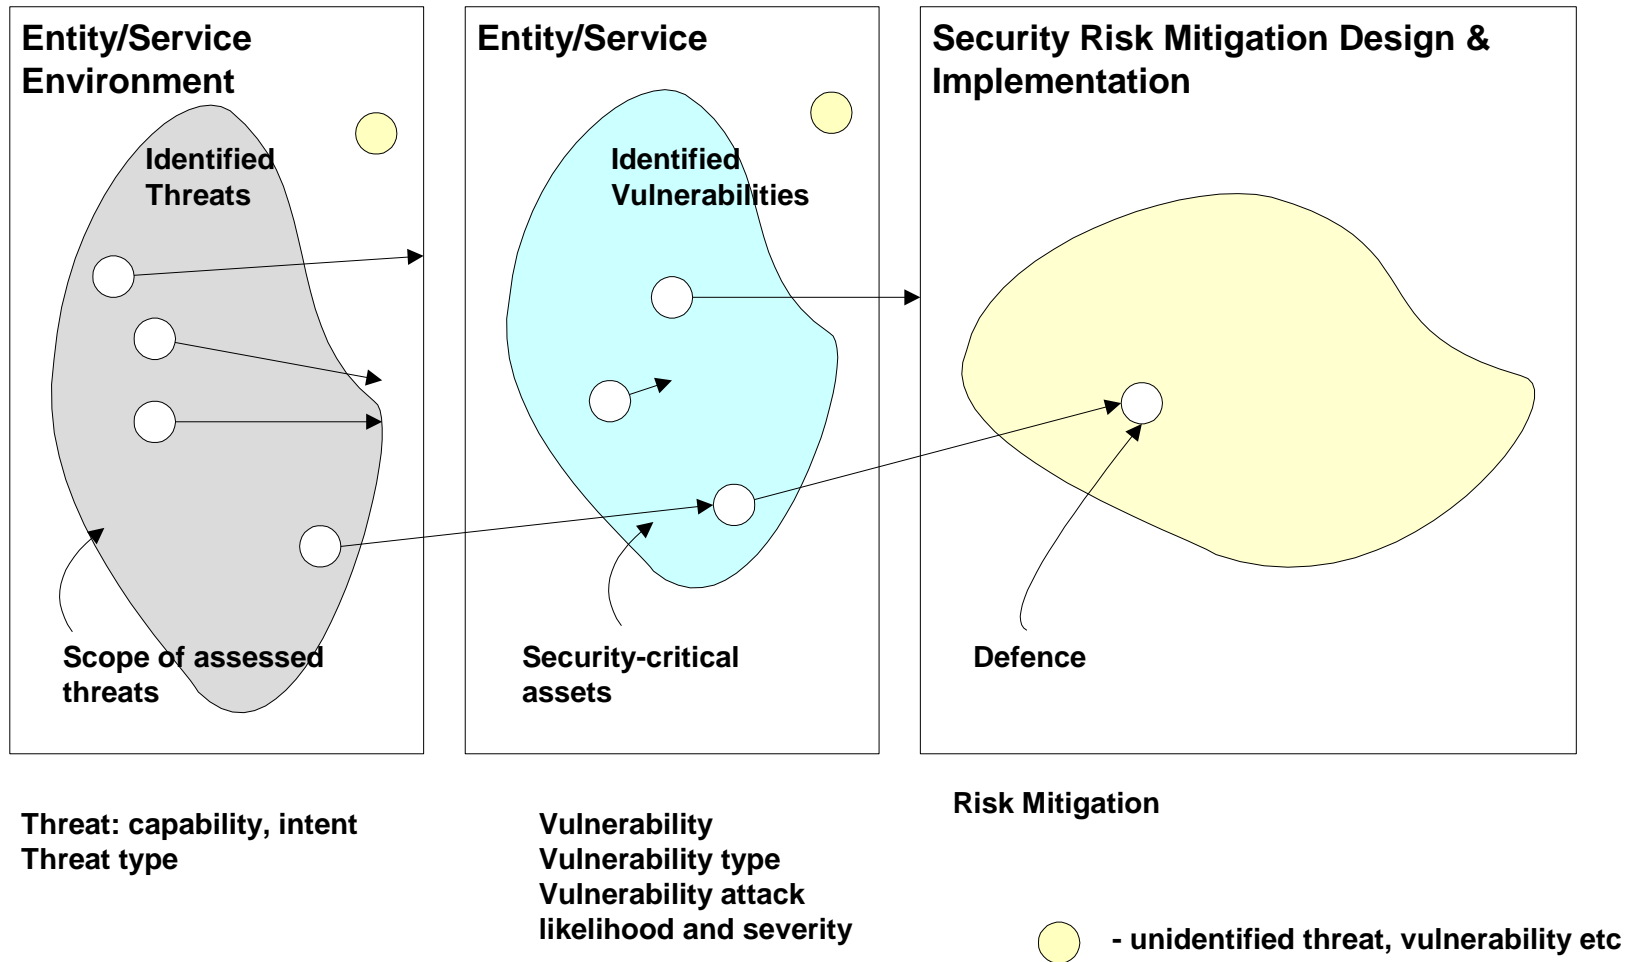 Entity/Service
Environment
Identified
Threats
Scope of assessed
threats
Entity/Service
Identified
Vulnerabilities
Security-critical
assets
Security Risk Mitigation Design &
Implementation
Defence
Threat: capability, intent
Threat type
Vulnerability
Vulnerability type
Vulnerability attack
likelihood and severity
Risk Mitigation
- unidentified threat, vulnerability etc